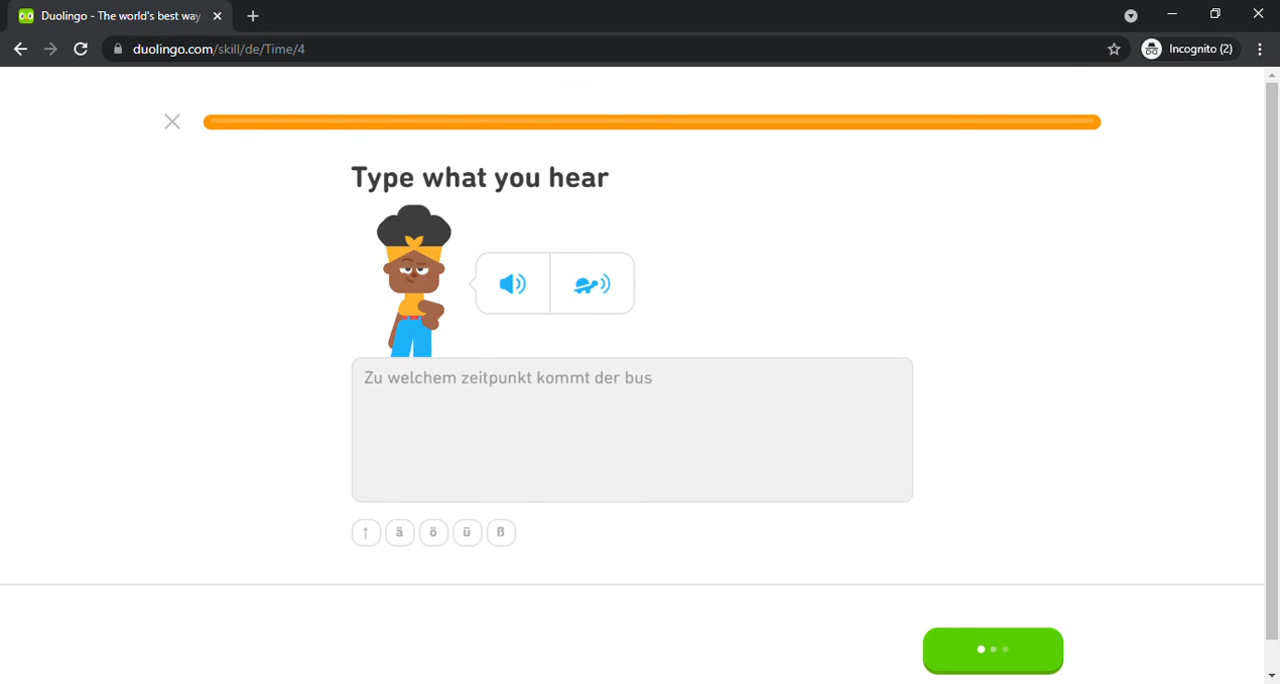 Duolingo - The world's best way
duolingo.com/skill/de/Time/4
Incognito (2)
Type what you hear
Zu welchem zeitpunkt kommt der bus
↑ ä ö ü ß